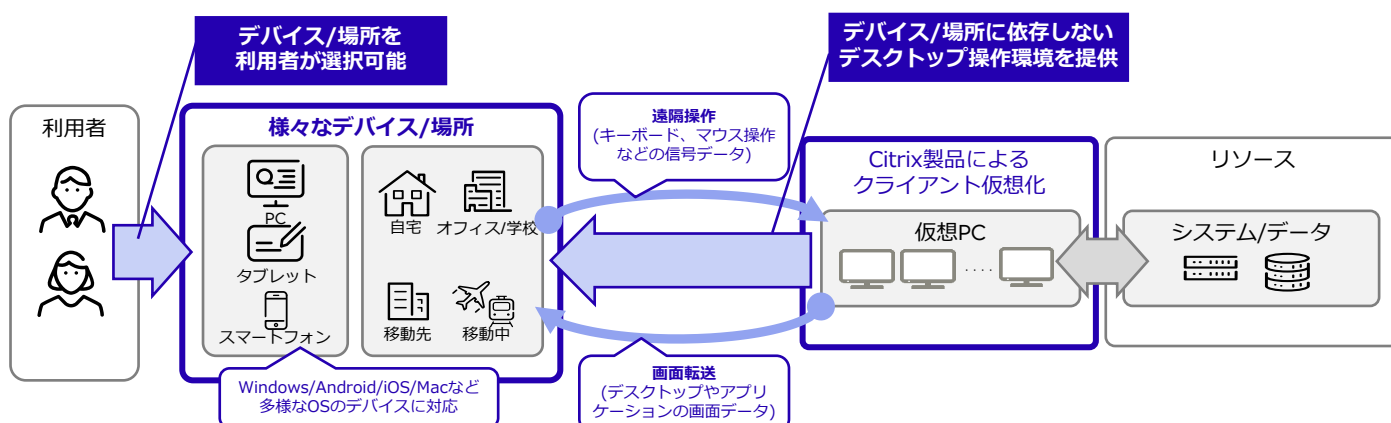 デバイス/場所を
利用者が選択可能
デバイス/場所に依存しない
デスクトップ操作環境を提供
利用者
様々なデバイス/場所
PC
タブレット
スマートフォン
自宅
オフィス/学校
移動先
移動中
Windows/Android/iOS/Macなど
多様なOSのデバイスに対応
遠隔操作
(キーボード、マウス操作
などの信号データ)
画面転送
(デスクトップやアプリ
ケーションの画面データ)
Citrix製品による
クライアント仮想化
仮想PC
....
リソース
システム/データ